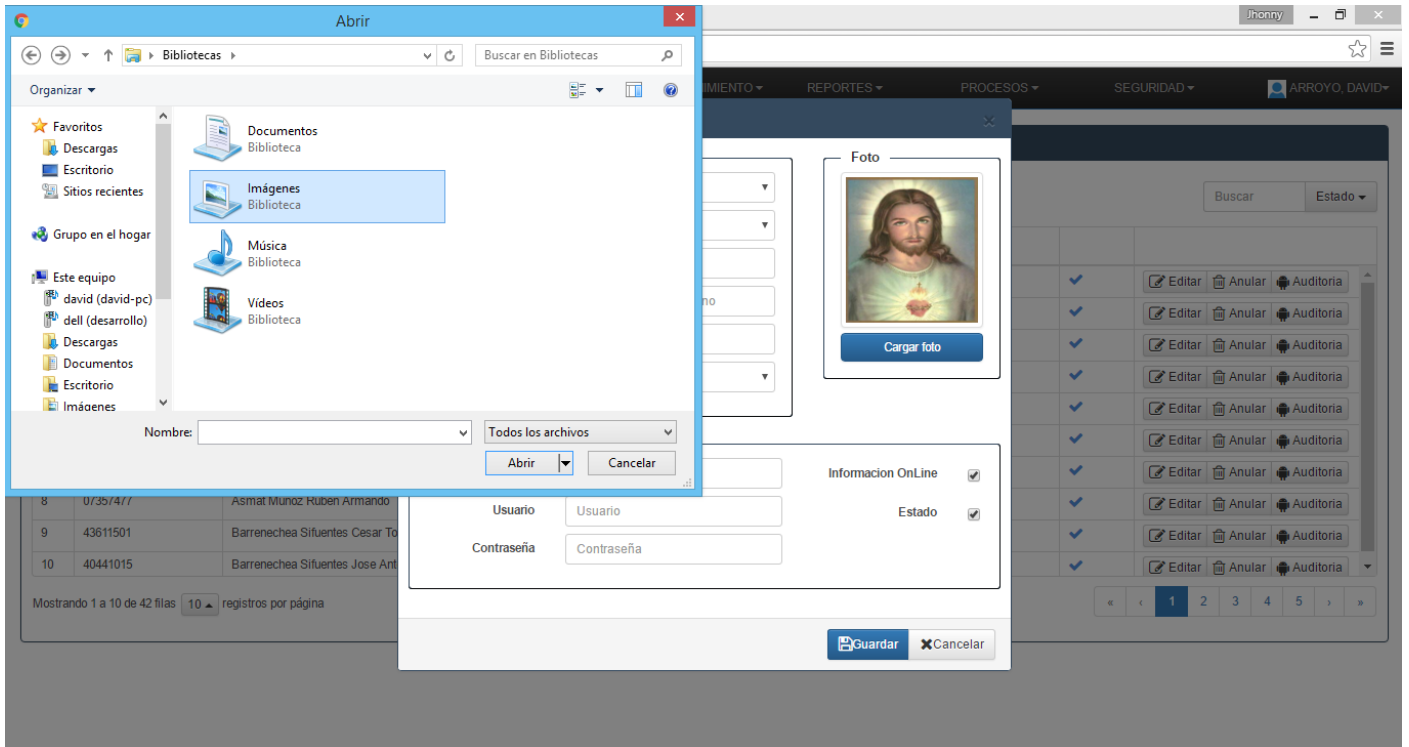 Abrir
Jhonny
Bibliotecas
Buscar en Bibliotecas
Organizar
IMIENTO REPORTES PROCESOS SEGURIDAD ARROYO, DAVID
Favoritos
Descargas
Escritorio
Sitios recientes
Grupo en el hogar
Este equipo
david (david-pc)
dell (desarrollo)
Descargas
Documentos
Escritorio
Imágenes
Documentos
Biblioteca
Imágenes
Biblioteca
Música
Biblioteca
Vídeos
Biblioteca
Nombre:
Todos los archivos
Abrir Cancelar
Foto
no
Cargar foto
Buscar Estado
Editar Anular Auditoria
Editar Anular Auditoria
Editar Anular Auditoria
Editar Anular Auditoria
Editar Anular Auditoria
Editar Anular Auditoria
Editar Anular Auditoria
Editar Anular Auditoria
Editar Anular Auditoria
Editar Anular Auditoria
8 07357477 Asmat Munoz Ruben Armando
9 43611501 Barrenechea Sifuentes Cesar To
10 40441015 Barrenechea Sifuentes Jose Ant
Informacion OnLine
Usuario Usuario
Estado
Contraseña Contraseña
Mostrando 1 a 10 de 42 filas 10 registros por página
« ‹ 1 2 3 4 5 › »
Guardar Cancelar